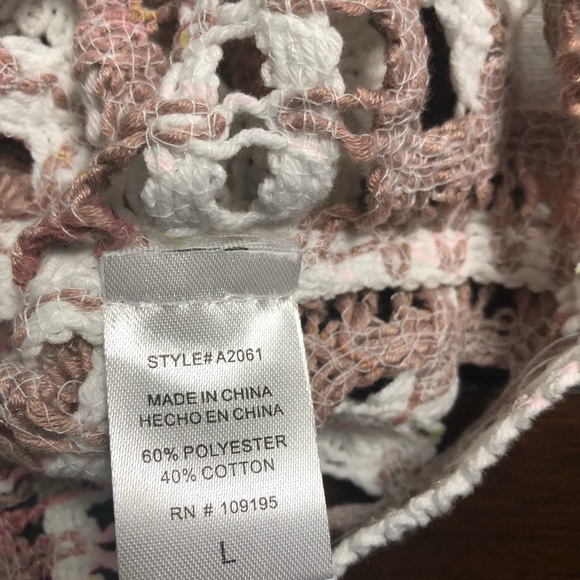 STYLE# A2061
MADE IN CHINA
HECHO EN CHINA
60% POLYESTER
40% COTTON
RN # 109195
L